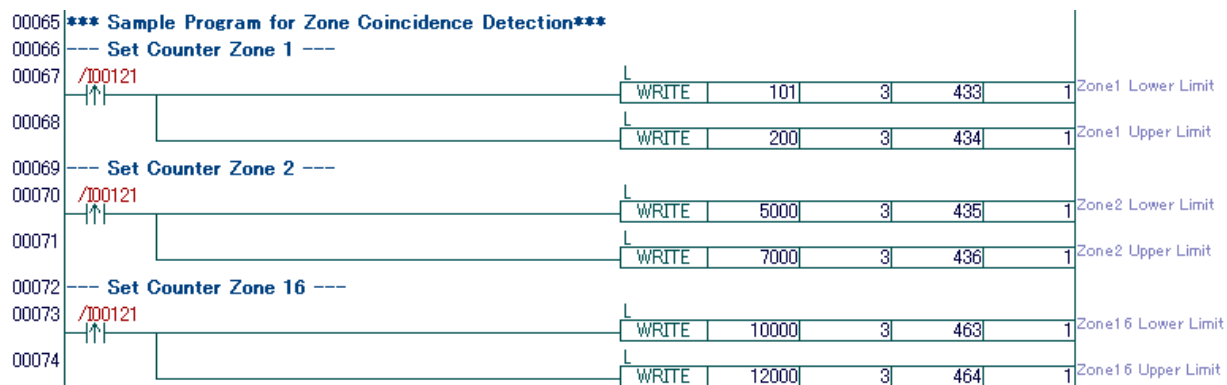 00065 *** Sample Program for Zone Coincidence Detection***
00066 --- Set Counter Zone 1 ---
00067 /I00121 L WRITE 101 3 433 1 Zone1 Lower Limit
00068 L WRITE 200 3 434 1 Zone1 Upper Limit
00069 --- Set Counter Zone 2 ---
00070 /I00121 L WRITE 5000 3 435 1 Zone2 Lower Limit
00071 L WRITE 7000 3 436 1 Zone2 Upper Limit
00072 --- Set Counter Zone 16 ---
00073 /I00121 L WRITE 10000 3 463 1 Zone16 Lower Limit
00074 L WRITE 12000 3 464 1 Zone16 Upper Limit